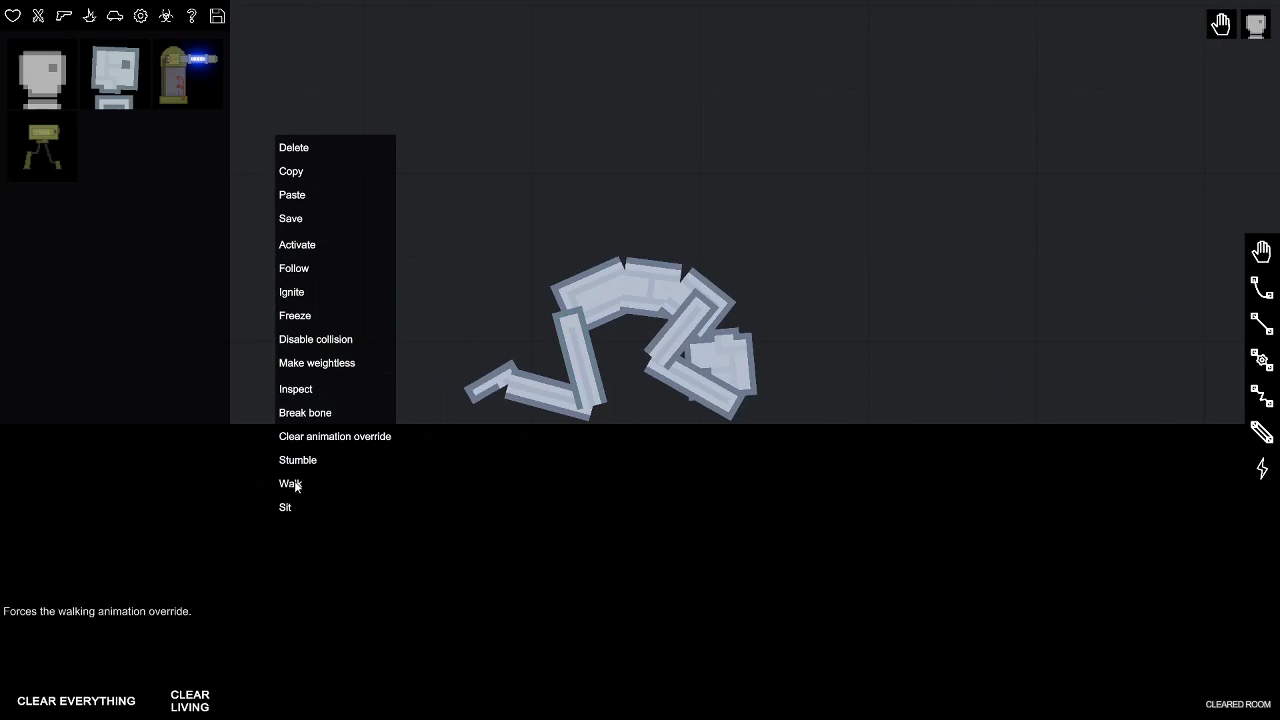 Delete
Copy
Paste
Save
Activate
Follow
Ignite
Freeze
Disable collision
Make weightless
Inspect
Break bone
Clear animation override
Stumble
Walk
Sit
Forces the walking animation override.
CLEAR EVERYTHING
CLEAR
LIVING
CLEARED ROOM